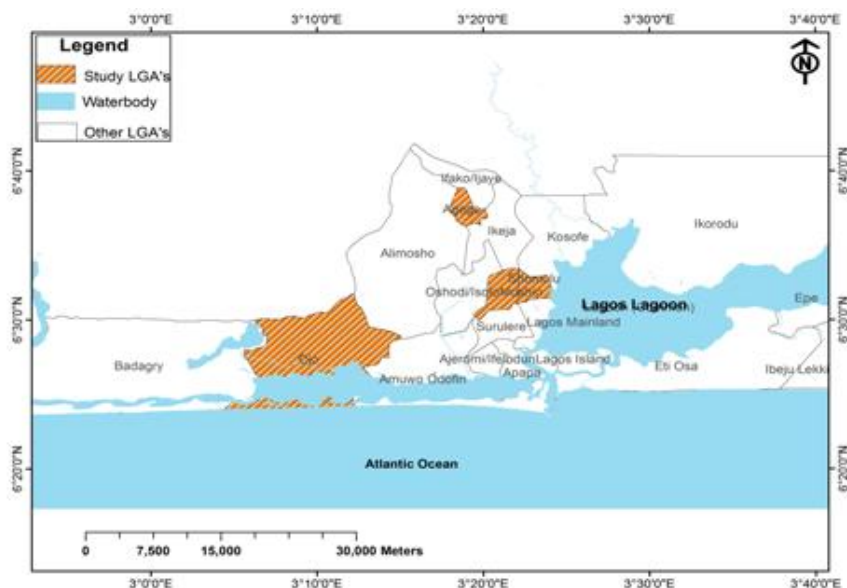 3°0'0"E 3°10'0"E 3°20'0"E 3°30'0"E 3°40'0"E
Legend
Study LGA's
Waterbody
Other LGA's
N
6°40'0"N 6°40'0"N
Ifako/Ijaye
Ikeja
Kosofe
Ikorodu
Alimosho
Lagos Lagoon
Epe
6°30'0"N 6°30'0"N
Surulere
Lagos Mainland
Badagry
Ojo
Ajeromi/Ifelodun
Lagos Island
Amuwo Odofin
Apapa
Eti Osa
Ibeju Lekki
6°20'0"N 6°20'0"N
Atlantic Ocean
0 7,500 15,000 30,000 Meters
3°0'0"E 3°10'0"E 3°20'0"E 3°30'0"E 3°40'0"E